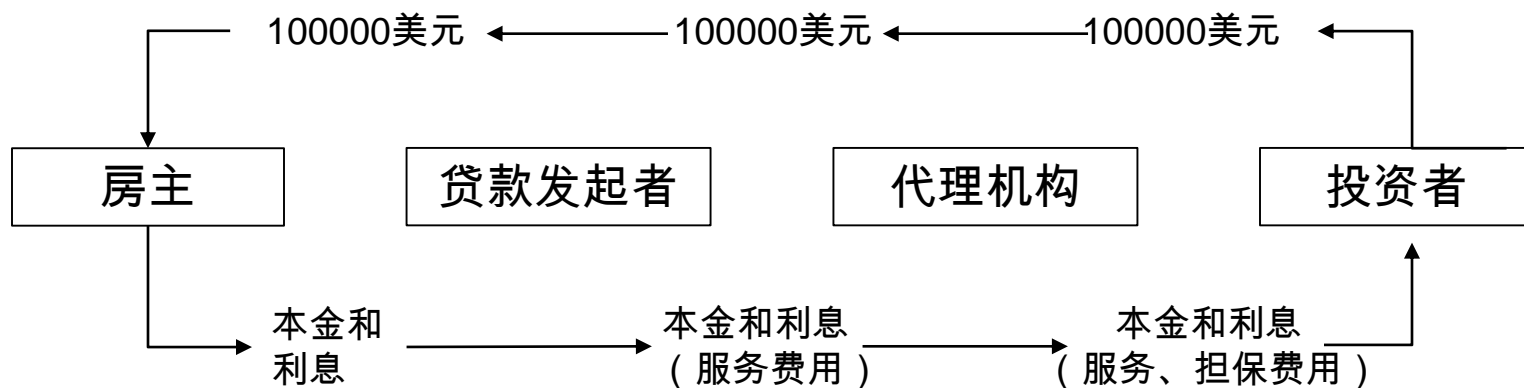 100000美元 100000美元 100000美元
房主 贷款发起者 代理机构 投资者
本金和 本金和利息 本金和利息
利息 （服务费用） （服务、担保费用）